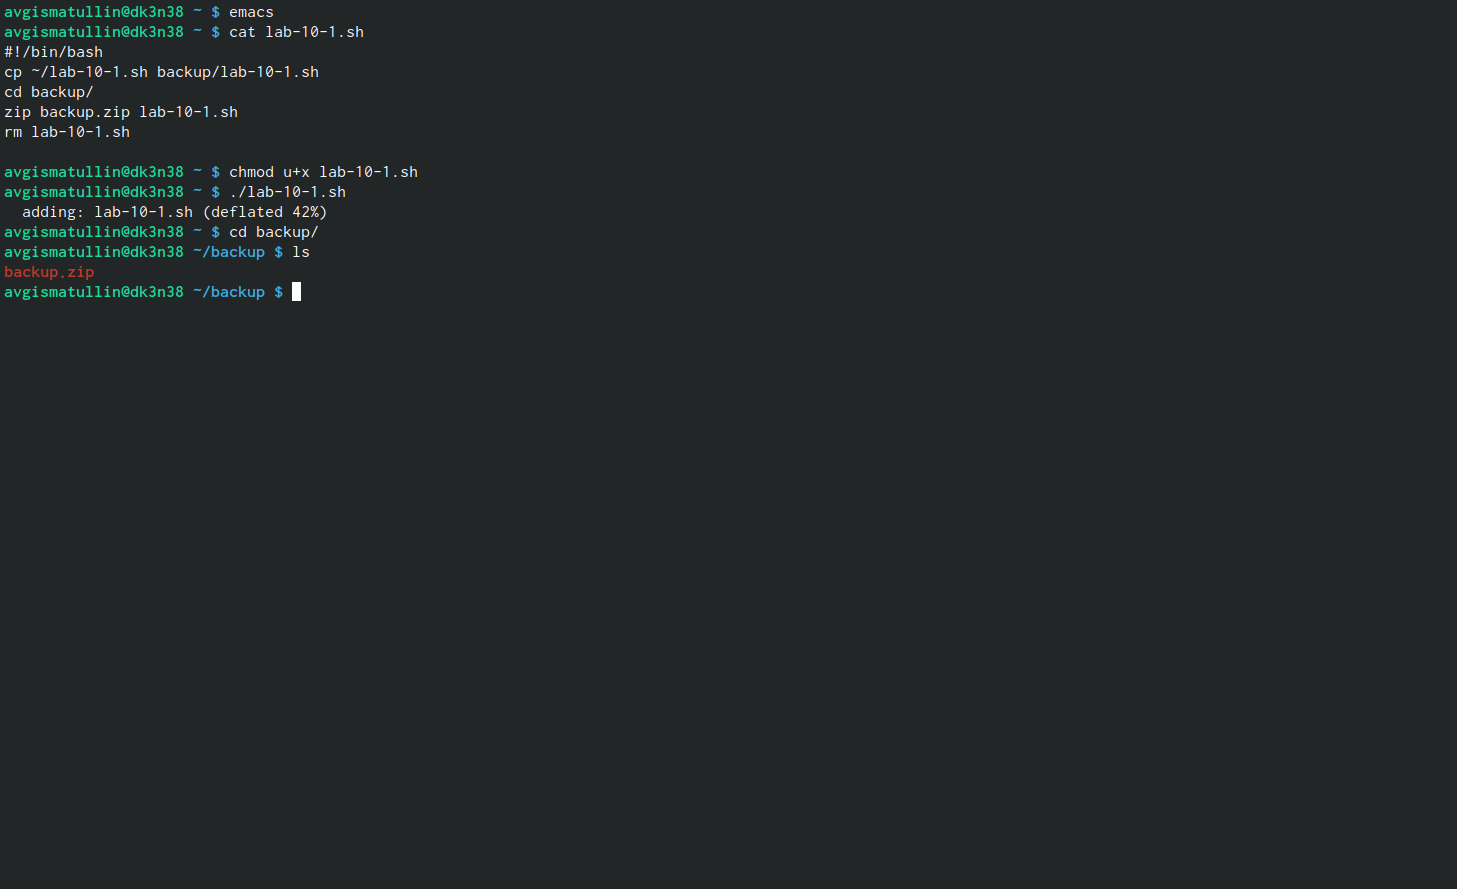 avgismatullin@dk3n38 ~ $ emacs
avgismatullin@dk3n38 ~ $ cat lab-10-1.sh
#!/bin/bash
cp ~/lab-10-1.sh backup/lab-10-1.sh
cd backup/
zip backup.zip lab-10-1.sh
rm lab-10-1.sh

avgismatullin@dk3n38 ~ $ chmod u+x lab-10-1.sh
avgismatullin@dk3n38 ~ $ ./lab-10-1.sh
  adding: lab-10-1.sh (deflated 42%)
avgismatullin@dk3n38 ~ $ cd backup/
avgismatullin@dk3n38 ~/backup $ ls
backup.zip
avgismatullin@dk3n38 ~/backup $